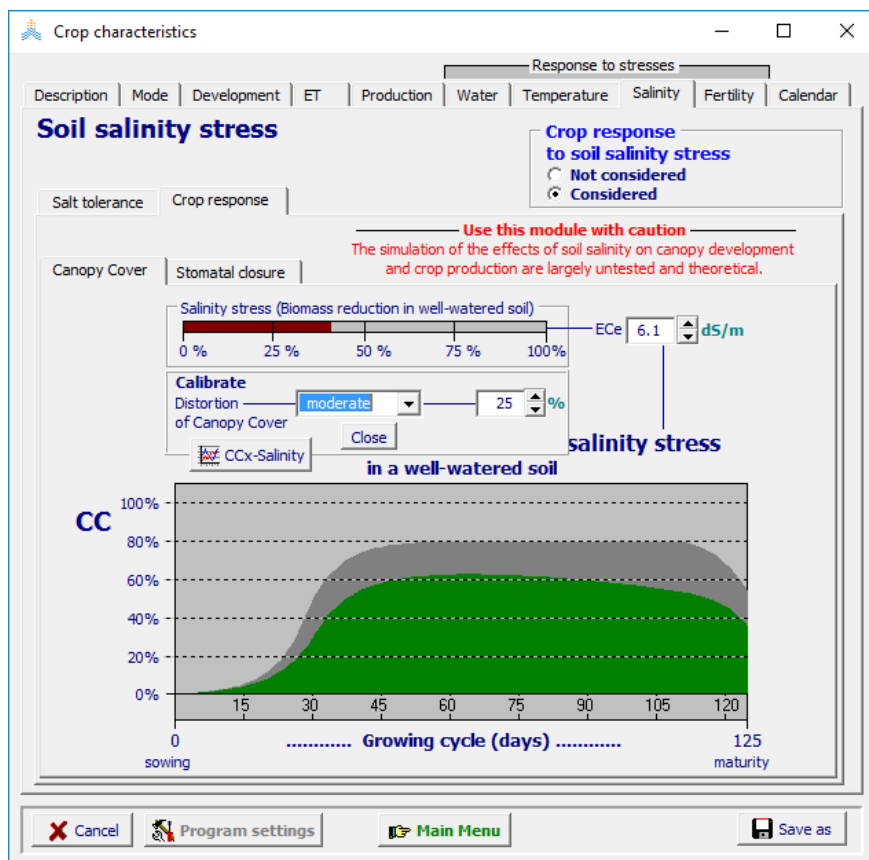 Crop characteristics
Response to stresses
Description Mode Development ET Production Water Temperature Salinity Fertility Calendar
Soil salinity stress
Crop response
to soil salinity stress
Not considered
Considered
Salt tolerance Crop response
Use this module with caution
The simulation of the effects of soil salinity on canopy development
and crop production are largely untested and theoretical.
Canopy Cover Stomatal closure
Salinity stress (Biomass reduction in well-watered soil)
0 % 25 % 50 % 75 % 100%
ECe 6.1 dS/m
Calibrate
Distortion moderate 25 %
of Canopy Cover
Close
CCx-Salinity
salinity stress
in a well-watered soil
CC
100%
80%
60%
40%
20%
0%
15 30 45 60 75 90 105 120
0 ............ Growing cycle (days) ............ 125
sowing maturity
Cancel Program settings Main Menu Save as